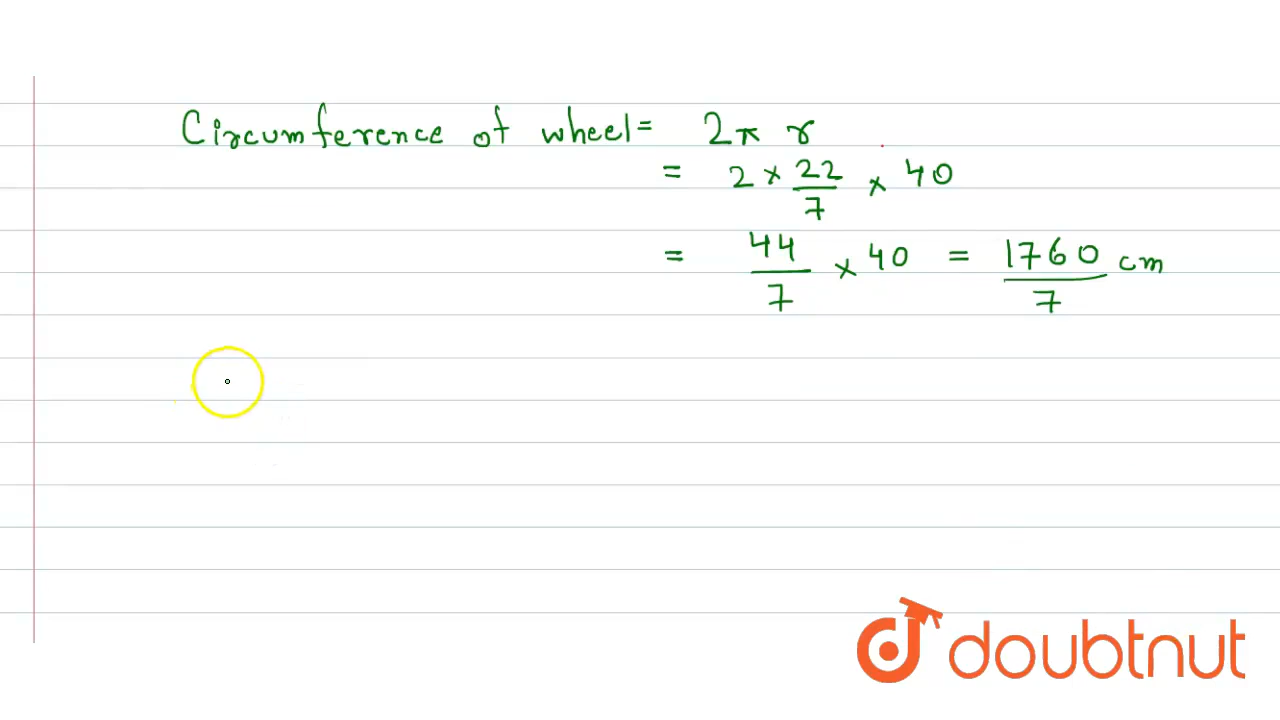 Circumference of wheel = 2π r
= 2 × 22/7 × 40
= 44/7 × 40 = 1760/7 cm
doubtnut